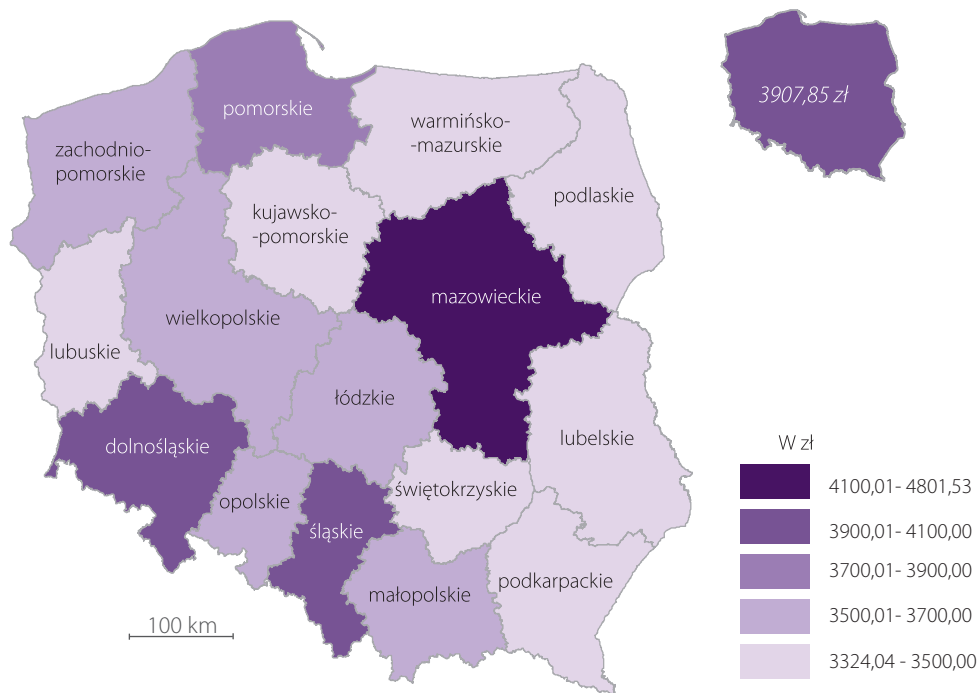 3907,85 zł
pomorskie
zachodnio-
pomorskie
warmińsko-
-mazurskie
podlaskie
kujawsko-
-pomorskie
mazowieckie
wielkopolskie
lubuskie
łódzkie
dolnośląskie
lubelskie
opolskie
świętokrzyskie
śląskie
małopolskie
podkarpackie
100 km
W zł
4100,01- 4801,53
3900,01- 4100,00
3700,01- 3900,00
3500,01- 3700,00
3324,04 - 3500,00